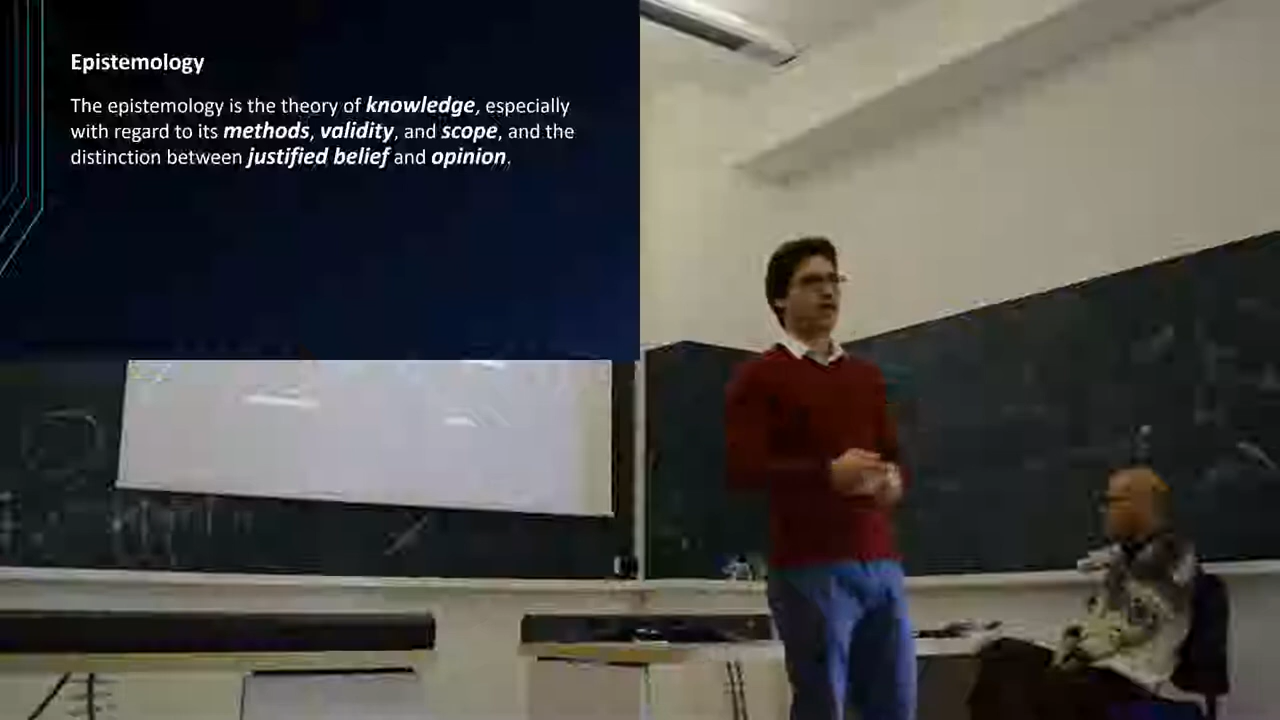 Epistemology
The epistemology is the theory of knowledge, especially
with regard to its methods, validity, and scope, and the
distinction between justified belief and opinion.